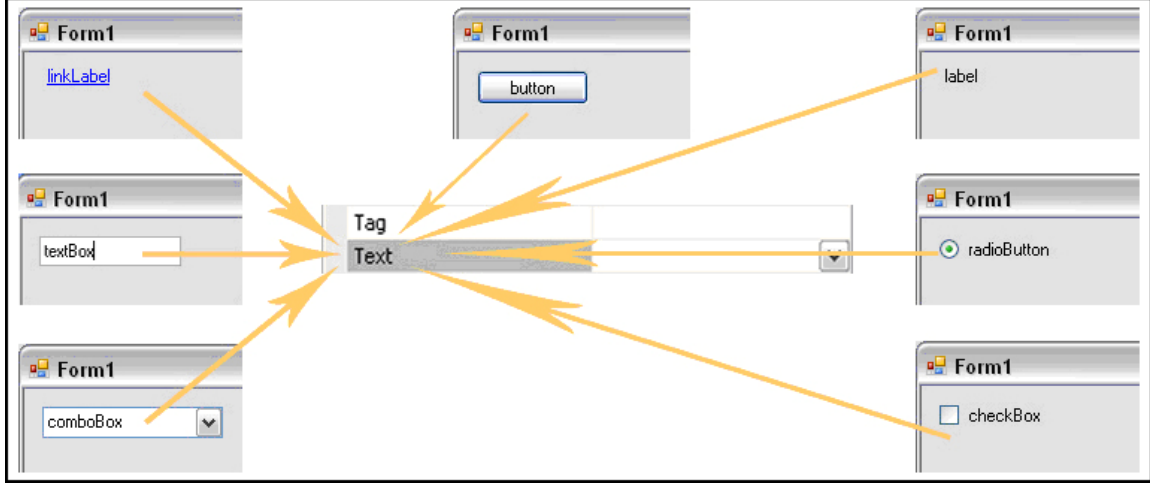 Form1
linkLabel
Form1
button
Form1
label
Form1
textBox
Tag
Text
Form1
radioButton
Form1
comboBox
Form1
checkBox